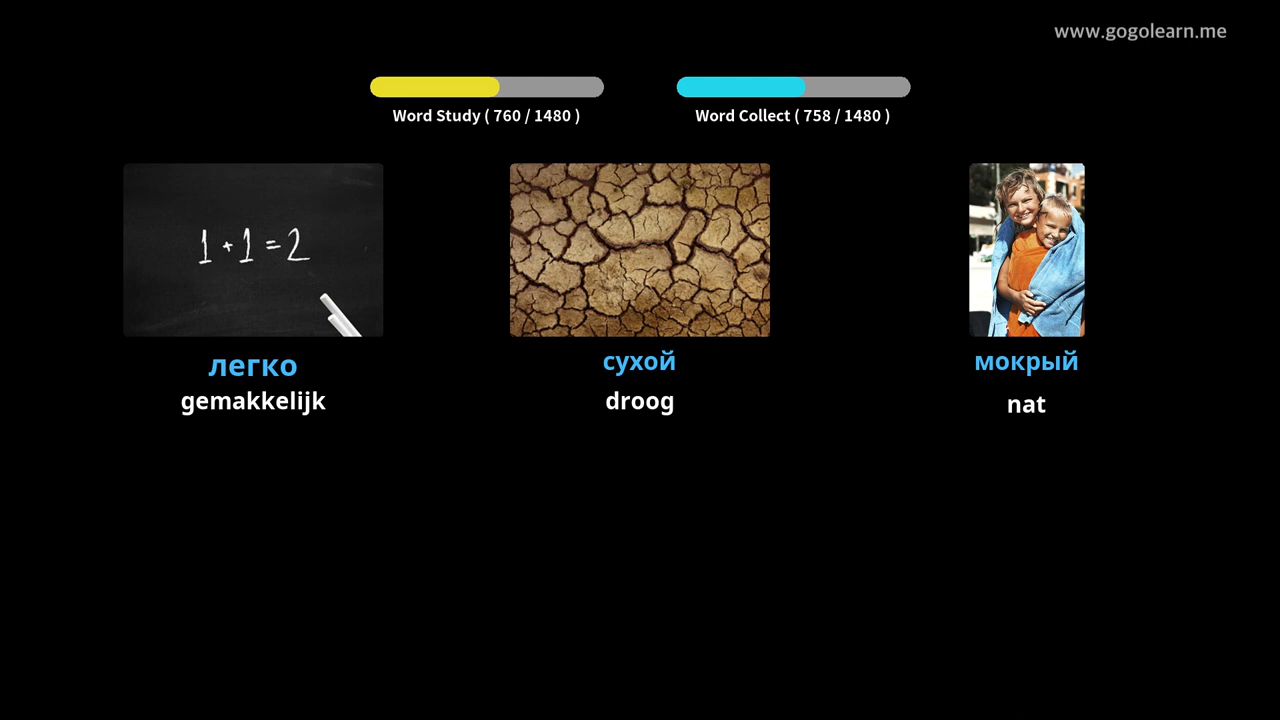 www.gogolearn.me
Word Study ( 760 / 1480 )
Word Collect ( 758 / 1480 )
1 + 1 = 2
легко
сухой
мокрый
gemakkelijk
droog
nat